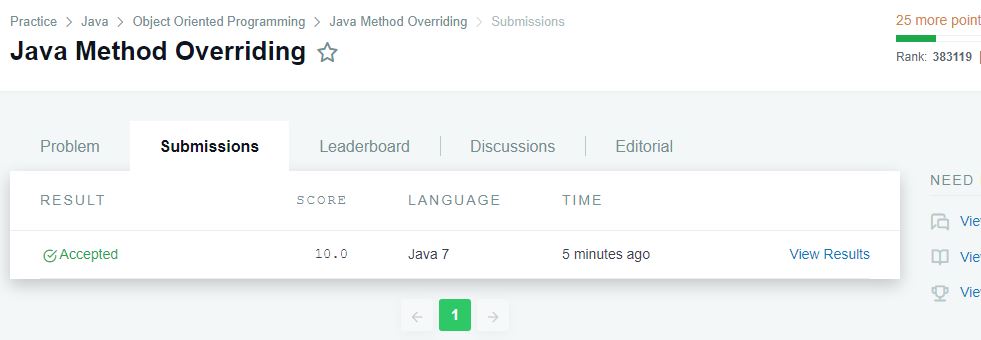 Practice > Java > Object Oriented Programming > Java Method Overriding > Submissions
25 more point
Java Method Overriding
Rank: 383119 |
Problem
Submissions
Leaderboard
Discussions
Editorial
NEED
RESULT SCORE LANGUAGE TIME
Accepted 10.0 Java 7 5 minutes ago View Results
Vie
Vie
Vie
1